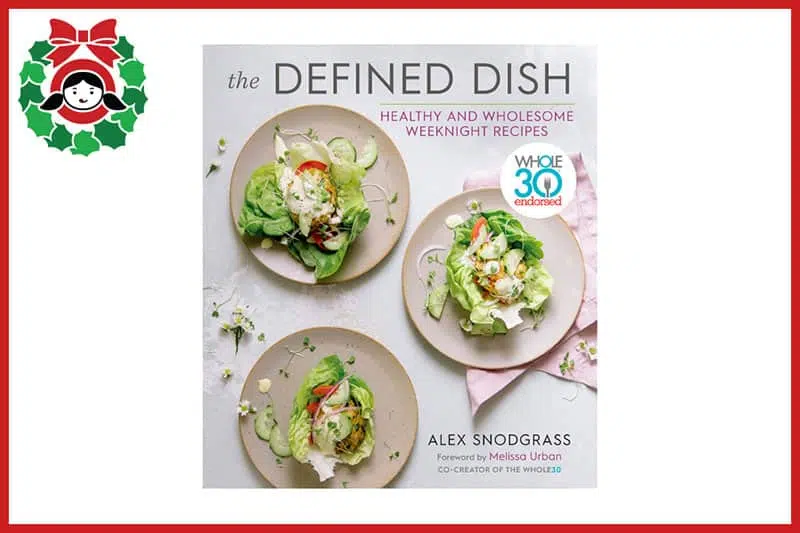 the DEFINED DISH
HEALTHY AND WHOLESOME
WEEKNIGHT RECIPES
WHOLE
30
endorsed
ALEX SNODGRASS
Foreword by Melissa Urban
CO-CREATOR OF THE WHOLE30